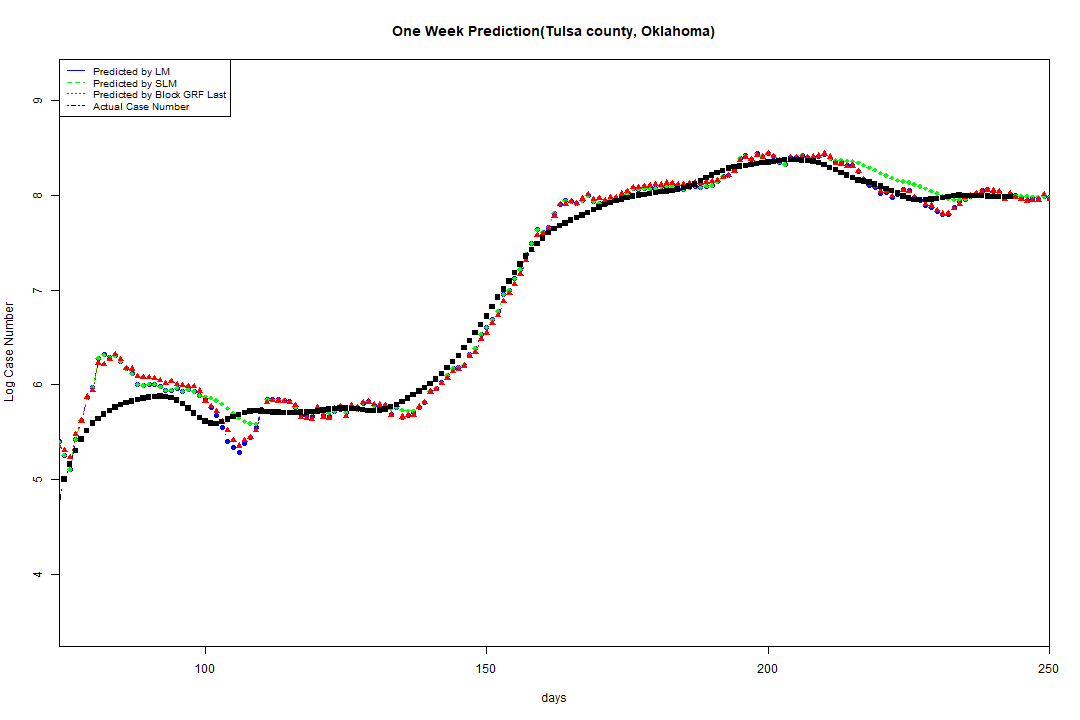 One Week Prediction(Tulsa county, Oklahoma)
Predicted by LM
Predicted by SLM
Predicted by Block GRF Last
Actual Case Number
9
8
7
6
5
4
Log Case Number
100
150
200
250
days